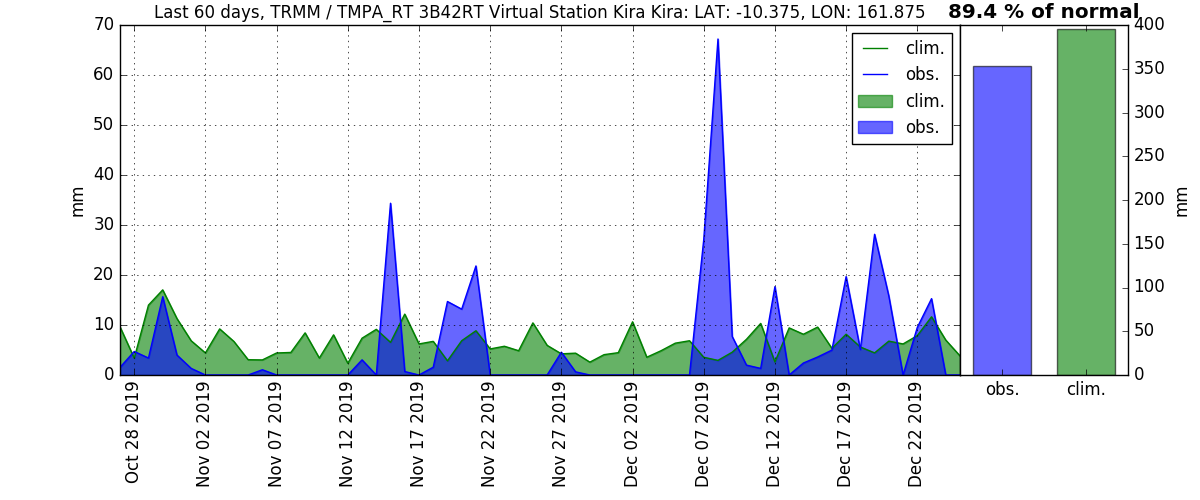 Last 60 days, TRMM / TMPA_RT 3B42RT Virtual Station Kira Kira: LAT: -10.375, LON: 161.875
89.4 % of normal
70
60
50
40
30
20
10
0
mm
clim.
obs.
clim.
obs.
Oct 28 2019
Nov 02 2019
Nov 07 2019
Nov 12 2019
Nov 17 2019
Nov 22 2019
Nov 27 2019
Dec 02 2019
Dec 07 2019
Dec 12 2019
Dec 17 2019
Dec 22 2019
400
350
300
250
200
150
100
50
0
mm
obs.
clim.